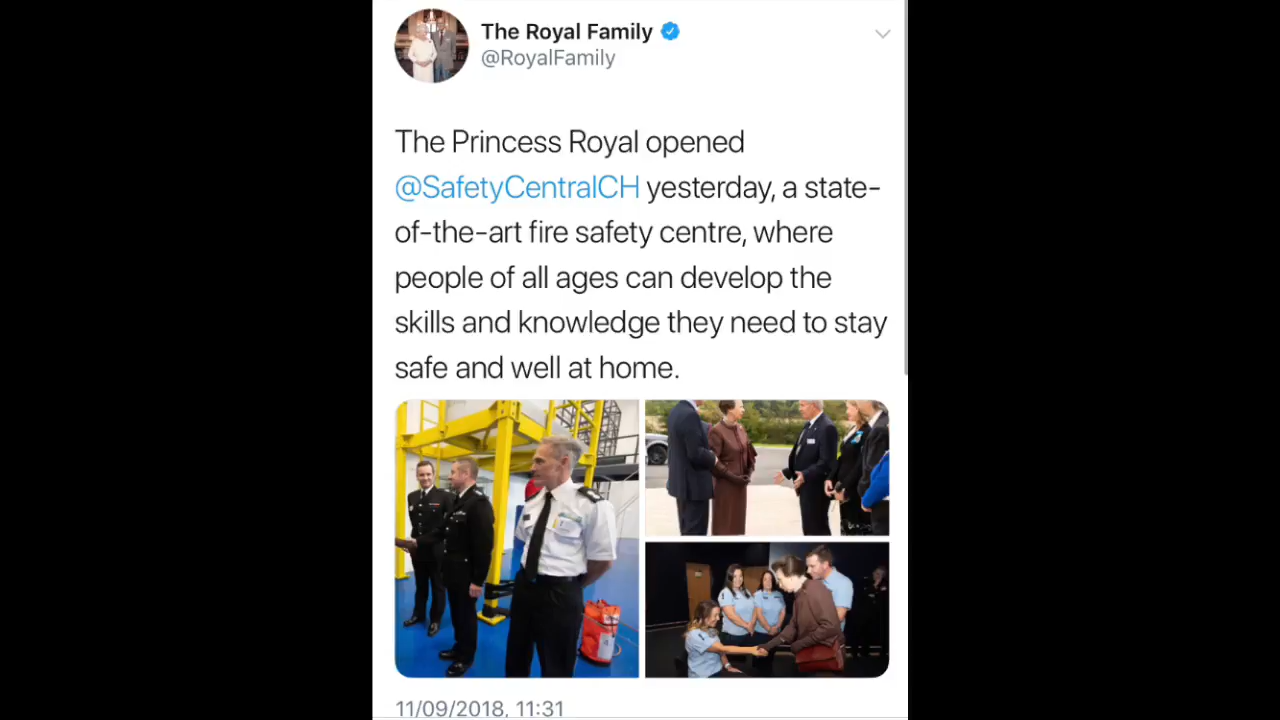 The Royal Family
@RoyalFamily
The Princess Royal opened
@SafetyCentralCH yesterday, a state-
of-the-art fire safety centre, where
people of all ages can develop the
skills and knowledge they need to stay
safe and well at home.
11/09/2018, 11:31